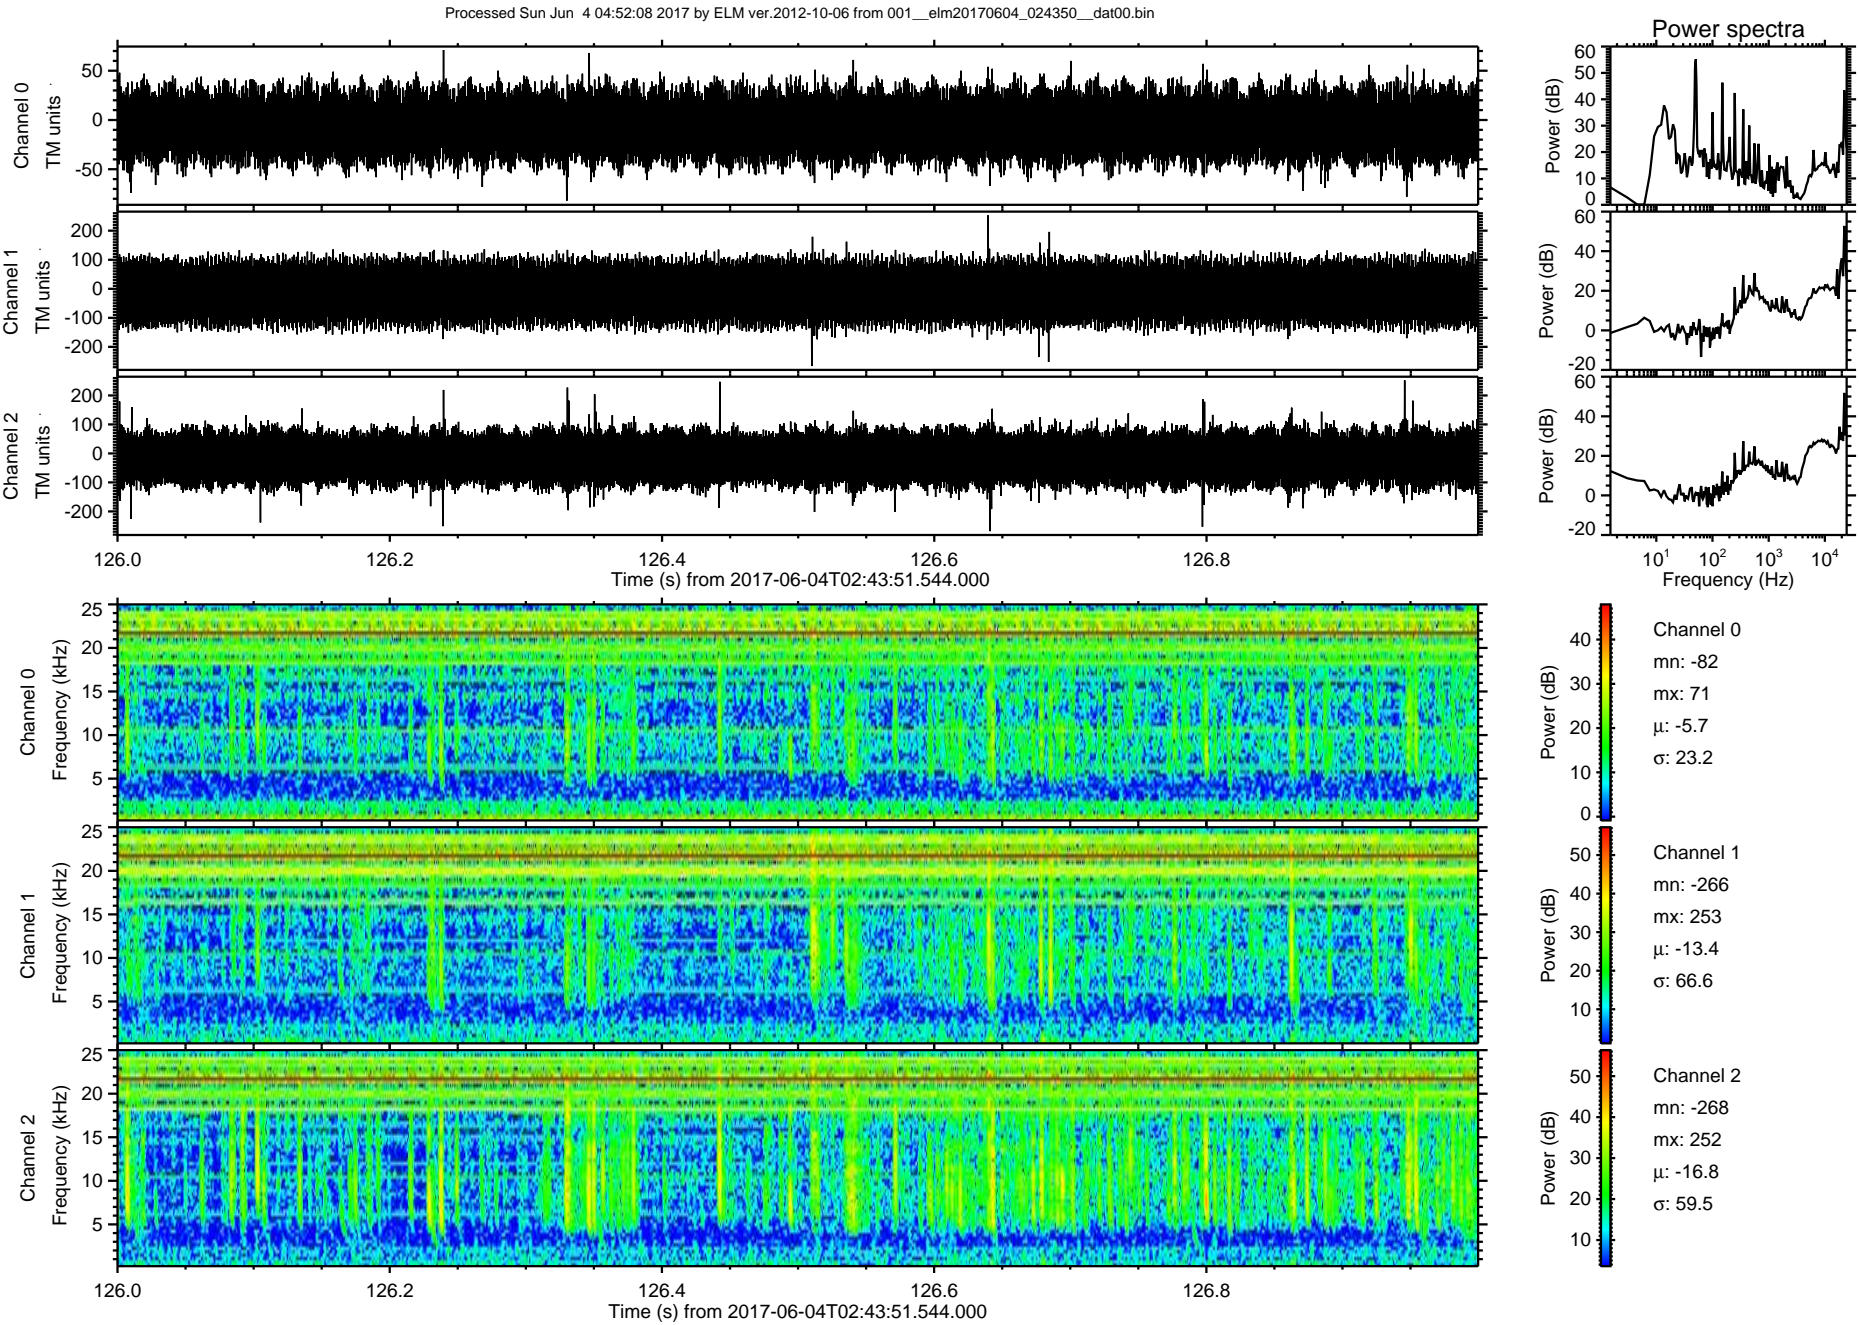 Processed Sun Jun  4 04:52:08 2017 by ELM ver.2012-10-06 from 001__elm20170604_024350__dat00.bin
Power spectra
Channel 0
TM units
50
0
-50
Power (dB)
60
50
40
30
20
10
0
Channel 1
TM units
200
100
0
-100
-200
Power (dB)
60
40
20
0
-20
Channel 2
TM units
200
100
0
-100
-200
Power (dB)
60
40
20
0
-20
126.0 126.2 126.4 126.6 126.8
Time (s) from 2017-06-04T02:43:51.544.000
10^1 10^2 10^3 10^4
Frequency (Hz)
Channel 0
Frequency (kHz)
25
20
15
10
5
Power (dB)
40
30
20
10
0
Channel 0
mn: -82
mx: 71
μ: -5.7
σ: 23.2
Channel 1
Frequency (kHz)
25
20
15
10
5
Power (dB)
50
40
30
20
10
Channel 1
mn: -266
mx: 253
μ: -13.4
σ: 66.6
Channel 2
Frequency (kHz)
25
20
15
10
5
Power (dB)
50
40
30
20
10
Channel 2
mn: -268
mx: 252
μ: -16.8
σ: 59.5
126.0 126.2 126.4 126.6 126.8
Time (s) from 2017-06-04T02:43:51.544.000